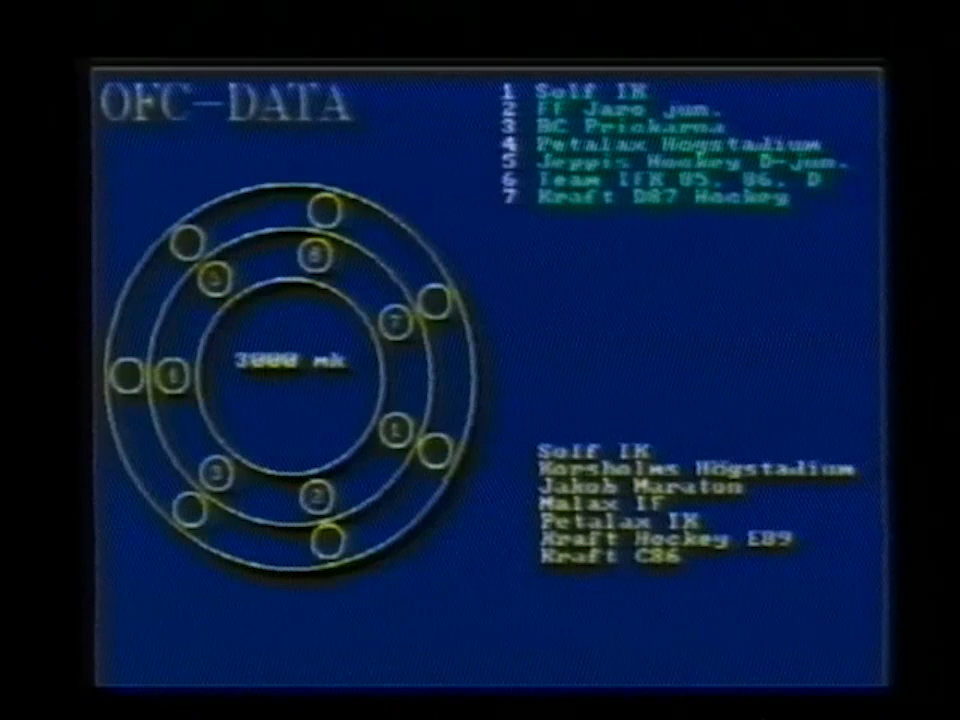 OFC-DATA
1 Solf IK
2 FF Jaro jun.
3 BC Prickarna
4 Petalax Högstadium
5 Jeppis Hockey D-jun.
6 Team IFK 85, 86, D
7 Kraft D87 Hockey
6
5
7
3000 mk
1
3
2
Solf IK
Korsholms Högstadium
Jakob Maraton
Malax IF
Petalax IK
Kraft Hockey E89
Kraft C86